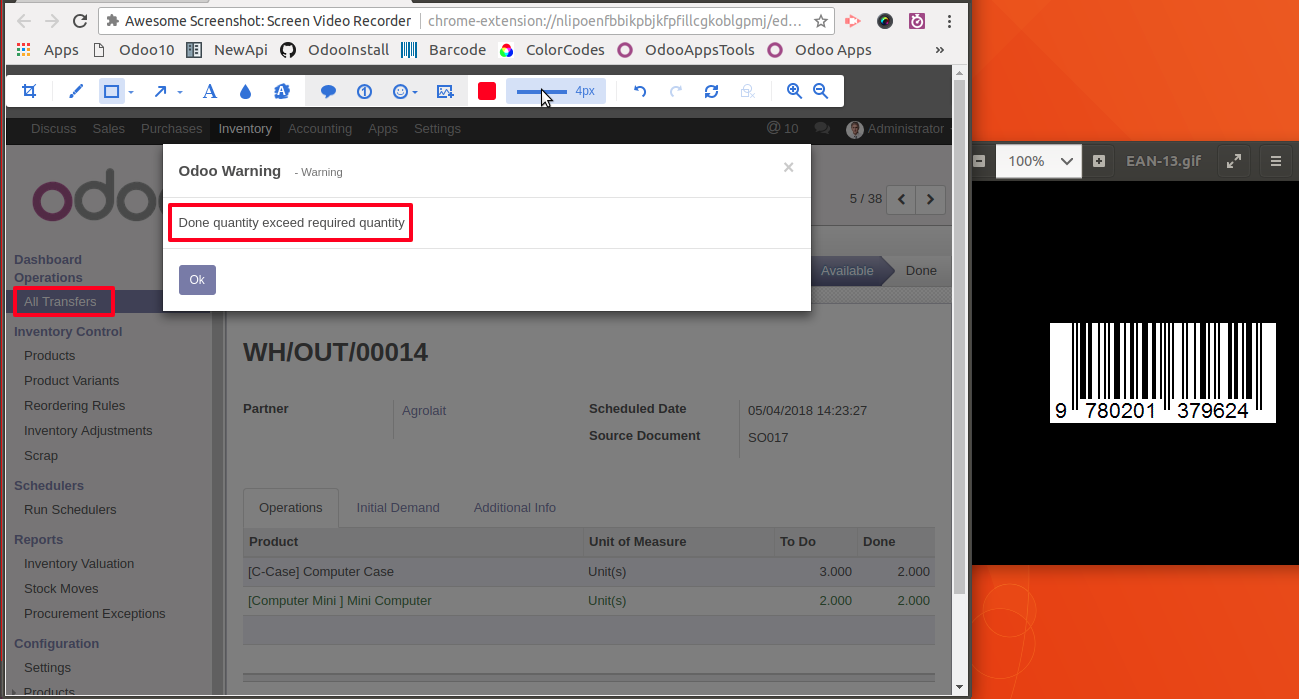 Awesome Screenshot: Screen Video Recorder chrome-extension://nlipoenfbbikpbjkfpfillcgkoblgpmj/ed...
Apps Odoo10 NewApi OdooInstall Barcode ColorCodes OdooAppsTools Odoo Apps »
A 1 A 4px
Discuss Sales Purchases Inventory Accounting Apps Settings @ 10 Administrator
Odoo Warning - Warning ×
odoo
5 / 38
Done quantity exceed required quantity
Ok
Available Done
Dashboard
Operations
All Transfers
Inventory Control
Products
Product Variants
Reordering Rules
Inventory Adjustments
Scrap
Schedulers
Run Schedulers
Reports
Inventory Valuation
Stock Moves
Procurement Exceptions
Configuration
Settings
Products
WH/OUT/00014
Partner Agrolait
Scheduled Date 05/04/2018 14:23:27
Source Document SO017
Operations Initial Demand Additional Info
Product Unit of Measure To Do Done
[C-Case] Computer Case Unit(s) 3.000 2.000
[Computer Mini ] Mini Computer Unit(s) 2.000 2.000
100% EAN-13.gif
9 780201 379624